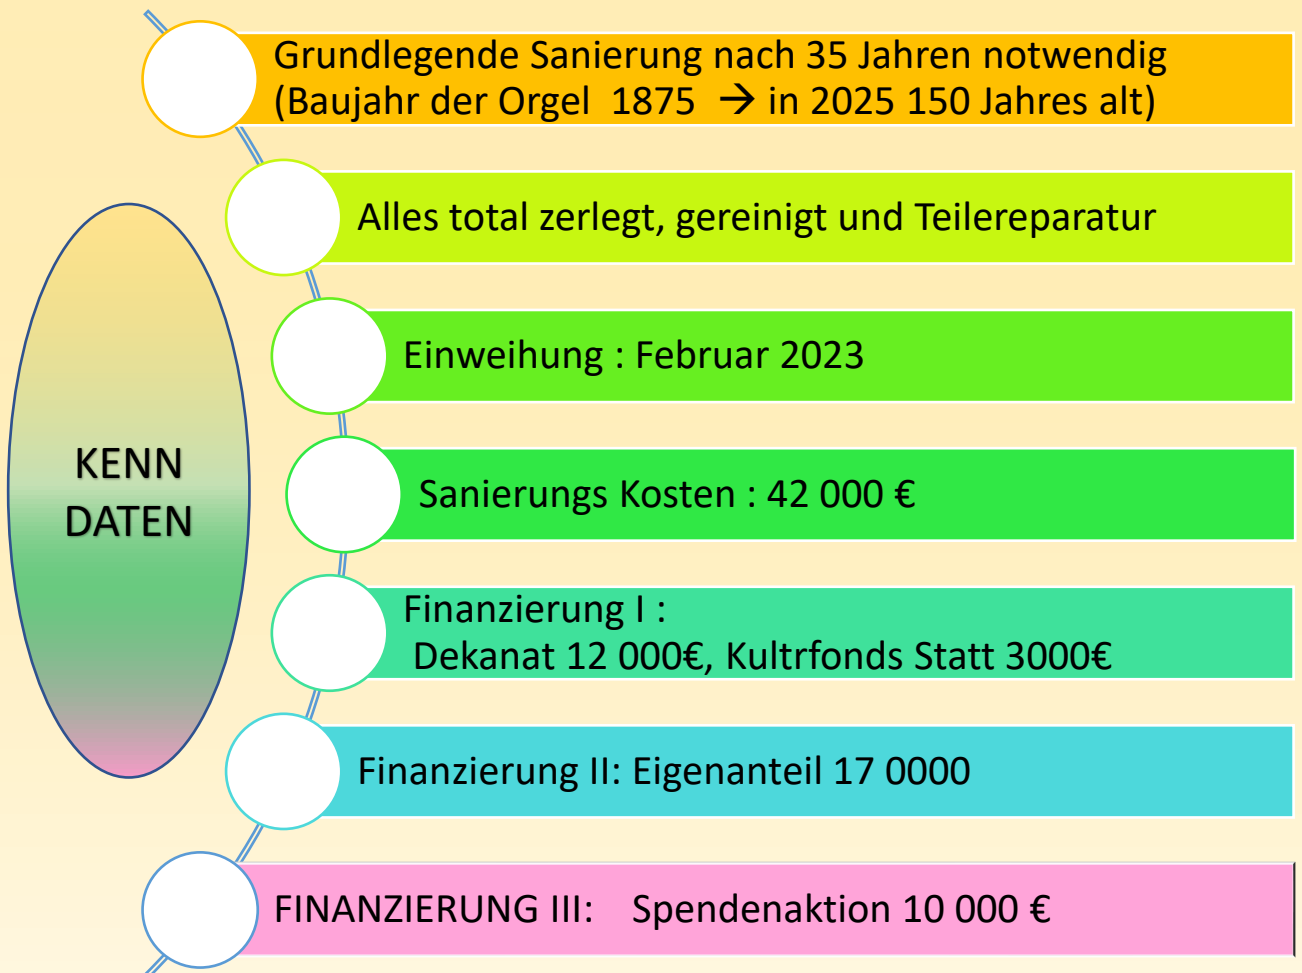 Grundlegende Sanierung nach 35 Jahren notwendig
(Baujahr der Orgel 1875 → in 2025 150 Jahres alt)
Alles total zerlegt, gereinigt und Teilereparatur
Einweihung : Februar 2023
KENN
DATEN
Sanierungs Kosten : 42 000 €
Finanzierung I :
Dekanat 12 000€, Kultrfonds Statt 3000€
Finanzierung II: Eigenanteil 17 0000
FINANZIERUNG III: Spendenaktion 10 000 €